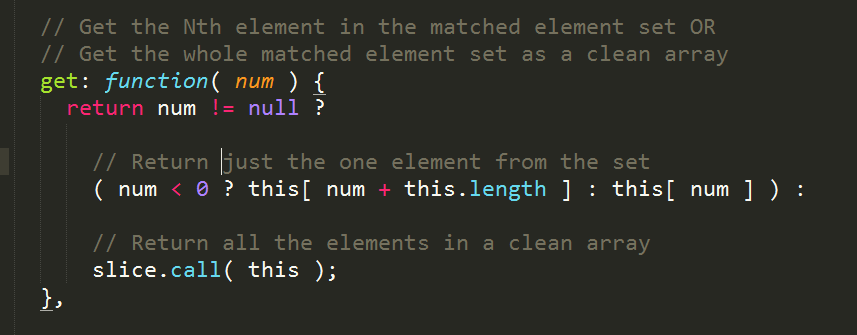 // Get the Nth element in the matched element set OR
// Get the whole matched element set as a clean array
get: function( num ) {
return num != null ?
// Return just the one element from the set
( num < 0 ? this[ num + this.length ] : this[ num ] ) :
// Return all the elements in a clean array
slice.call( this );
},